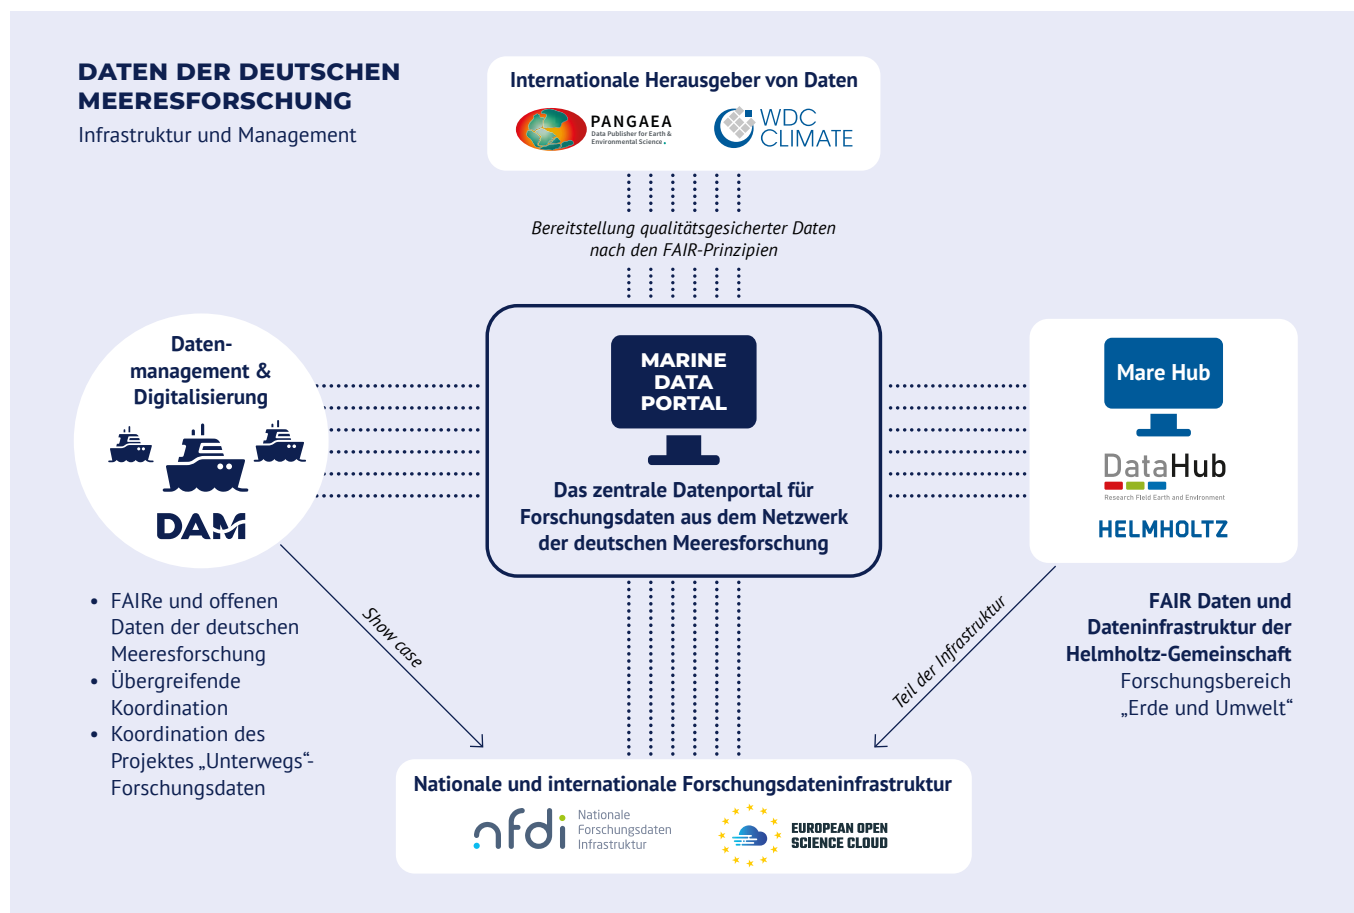 DATEN DER DEUTSCHEN
MEERESFORSCHUNG
Infrastruktur und Management
Internationale Herausgeber von Daten
PANGAEA
Data Publisher for Earth &
Environmental Science.
WDC
CLIMATE
Bereitstellung qualitätsgesicherter Daten
nach den FAIR-Prinzipien
Daten-
management &
Digitalisierung
DAM
MARINE
DATA
PORTAL
Das zentrale Datenportal für
Forschungsdaten aus dem Netzwerk
der deutschen Meeresforschung
Mare Hub
DataHub
Research Field Earth and Environment
HELMHOLTZ
• FAIRe und offenen
Daten der deutschen
Meeresforschung
• Übergreifende
Koordination
• Koordination des
Projektes „Unterwegs“-
Forschungsdaten
Show case
Teil der Infrastruktur
FAIR Daten und
Dateninfrastruktur der
Helmholtz-Gemeinschaft
Forschungsbereich
„Erde und Umwelt“
Nationale und internationale Forschungsdateninfrastruktur
nfdi
Nationale
Forschungsdaten
Infrastruktur
EUROPEAN OPEN
SCIENCE CLOUD